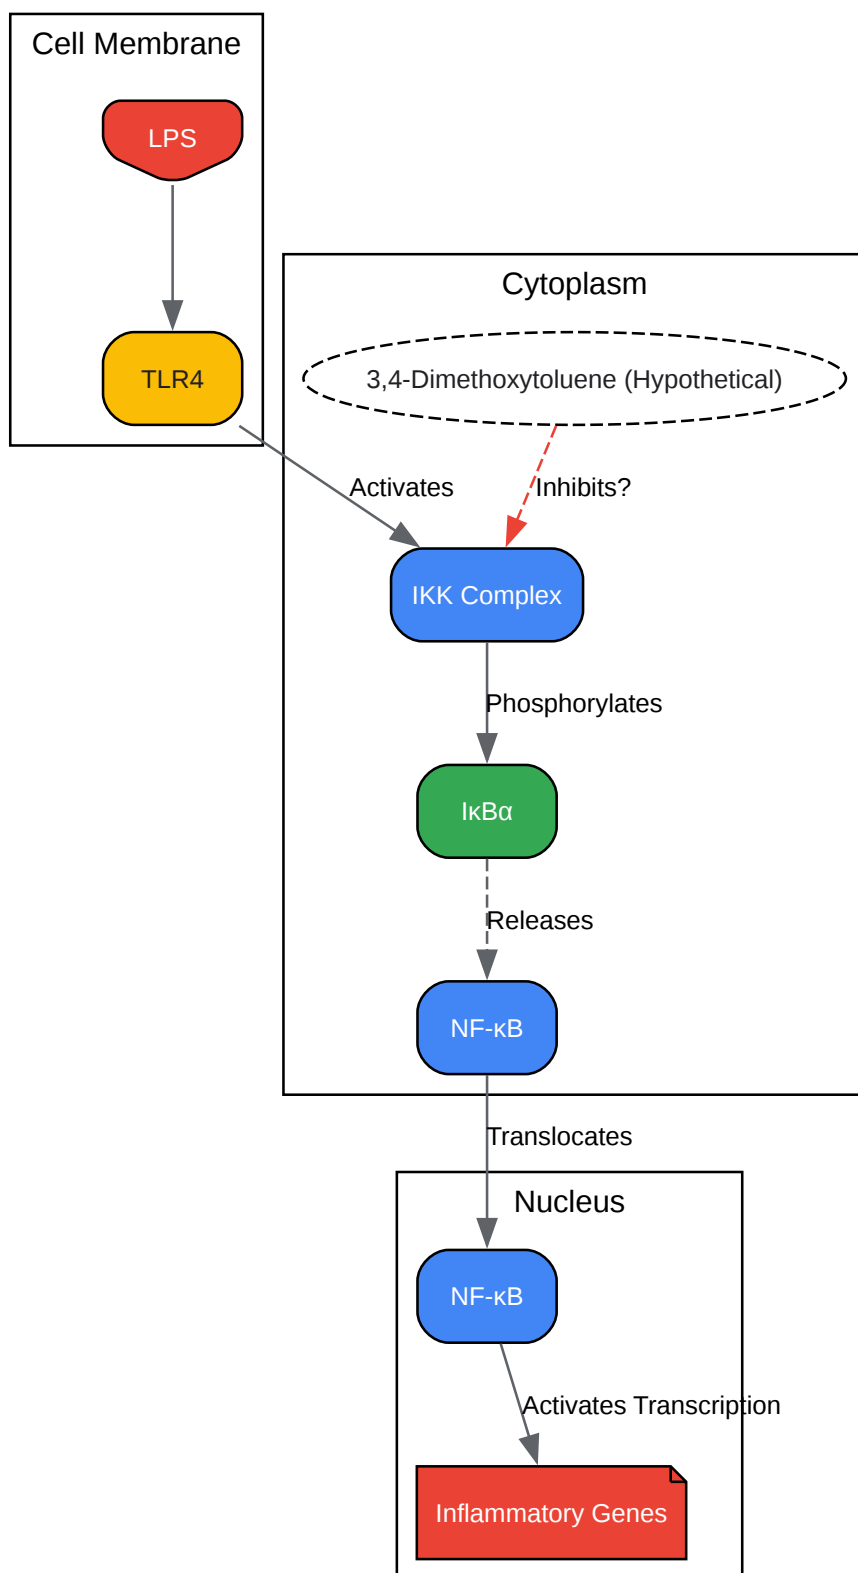 Cell Membrane
LPS
TLR4
Cytoplasm
3,4-Dimethoxytoluene (Hypothetical)
Activates
Inhibits?
IKK Complex
Phosphorylates
IκBα
Releases
NF-κB
Translocates
Nucleus
NF-κB
Activates Transcription
Inflammatory Genes